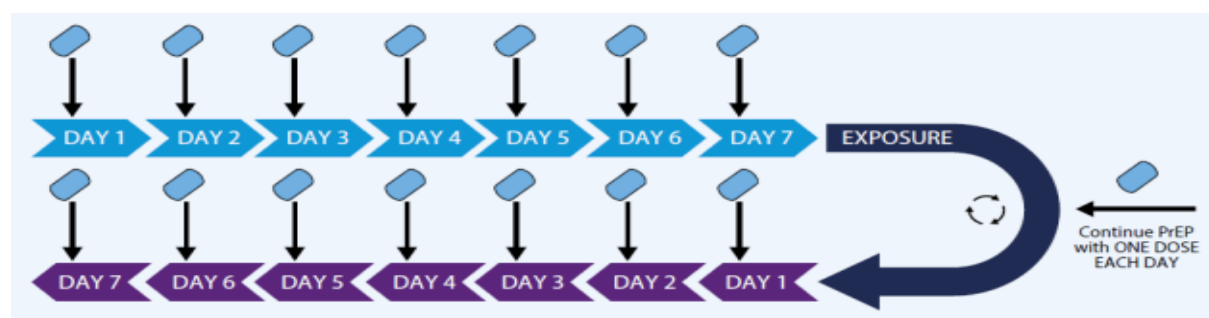 DAY 1 DAY 2 DAY 3 DAY 4 DAY 5 DAY 6 DAY 7 EXPOSURE
Continue PrEP
with ONE DOSE
EACH DAY
DAY 7 DAY 6 DAY 5 DAY 4 DAY 3 DAY 2 DAY 1